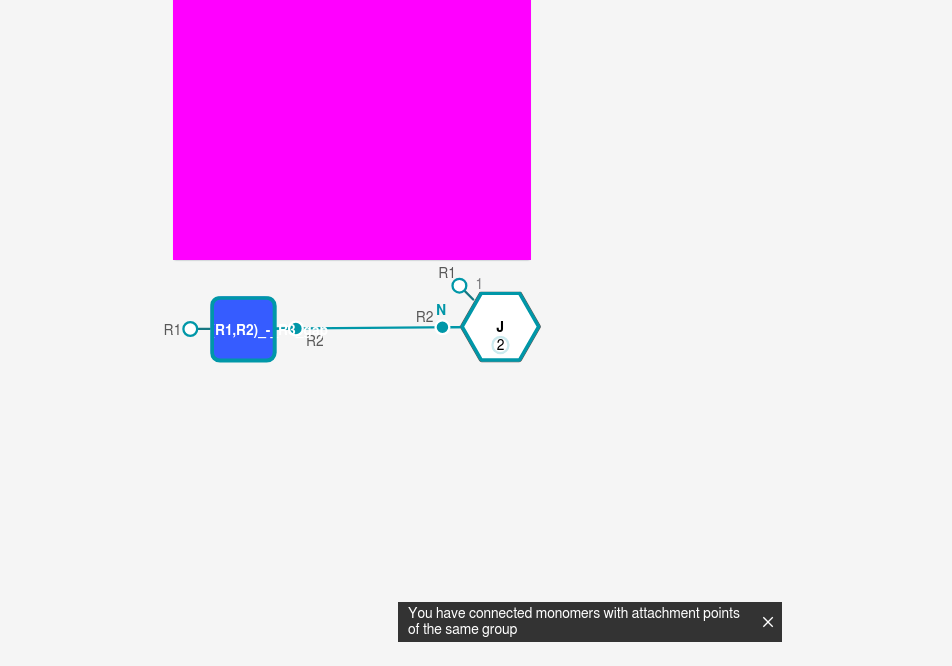 R1
1
R2
N
J
2
R1
R1,R2)_-_
R2
You have connected monomers with attachment points
of the same group